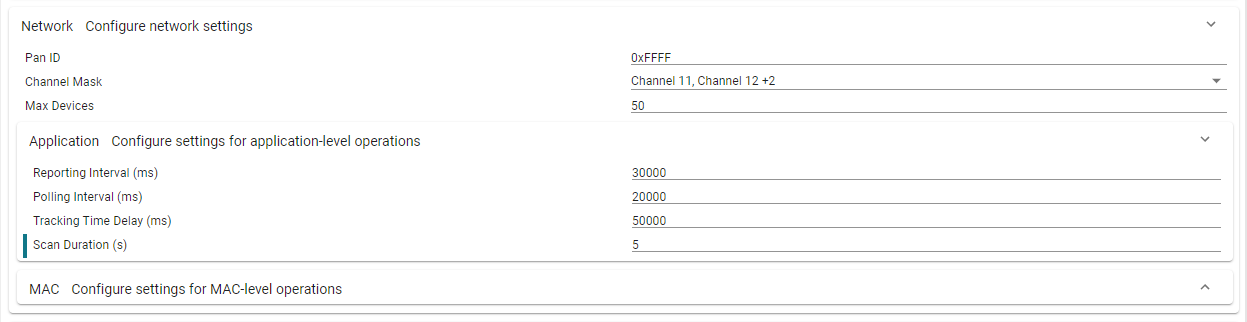 Network Configure network settings
Pan ID 0xFFFF
Channel Mask Channel 11, Channel 12 +2
Max Devices 50
Application Configure settings for application-level operations
Reporting Interval (ms) 30000
Polling Interval (ms) 20000
Tracking Time Delay (ms) 50000
Scan Duration (s) 5
MAC Configure settings for MAC-level operations